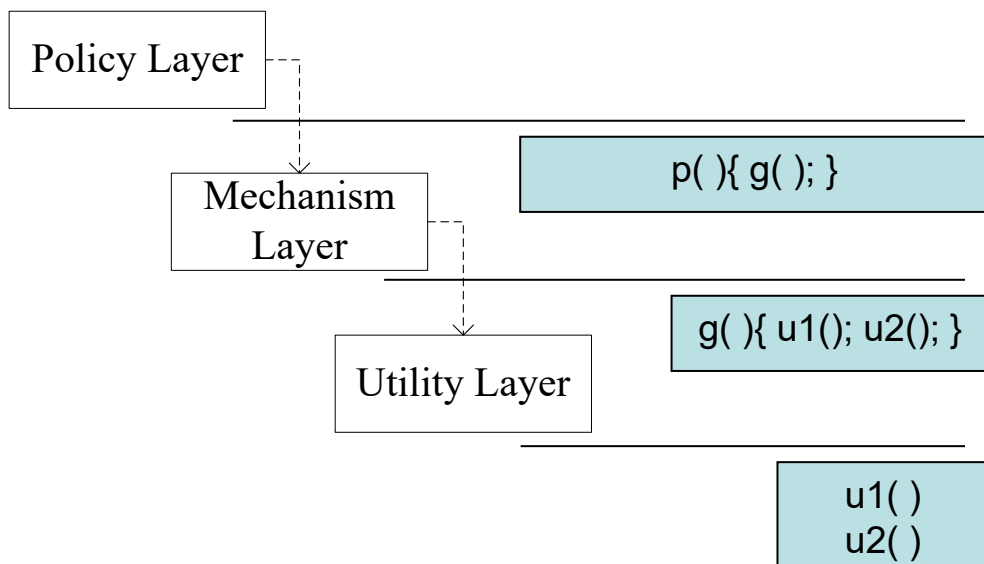 Policy Layer
p( ){ g( ); }
Mechanism
Layer
g( ){ u1(); u2(); }
Utility Layer
u1( )
u2( )